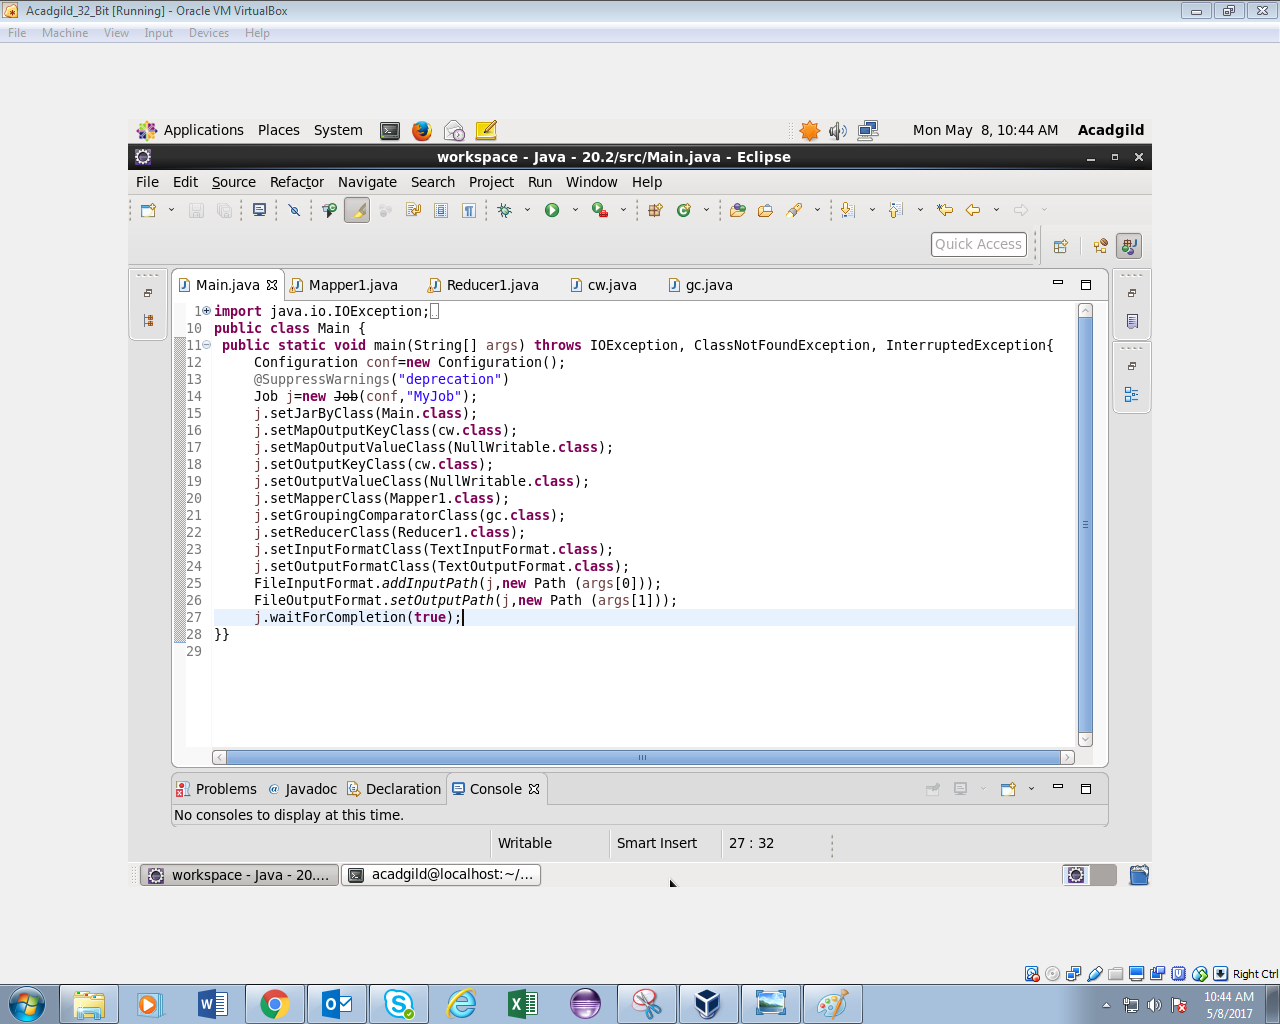 Acadgild_32_Bit [Running] - Oracle VM VirtualBox
File Machine View Input Devices Help
Applications Places System Mon May 8, 10:44 AM Acadgild
workspace - Java - 20.2/src/Main.java - Eclipse
File Edit Source Refactor Navigate Search Project Run Window Help
Quick Access
Main.java Mapper1.java Reducer1.java cw.java gc.java
1 import java.io.IOException;
10 public class Main {
11 public static void main(String[] args) throws IOException, ClassNotFoundException, InterruptedException{
12 Configuration conf=new Configuration();
13 @SuppressWarnings("deprecation")
14 Job j=new Job(conf,"MyJob");
15 j.setJarByClass(Main.class);
16 j.setMapOutputKeyClass(cw.class);
17 j.setMapOutputValueClass(NullWritable.class);
18 j.setOutputKeyClass(cw.class);
19 j.setOutputValueClass(NullWritable.class);
20 j.setMapperClass(Mapper1.class);
21 j.setGroupingComparatorClass(gc.class);
22 j.setReducerClass(Reducer1.class);
23 j.setInputFormatClass(TextInputFormat.class);
24 j.setOutputFormatClass(TextOutputFormat.class);
25 FileInputFormat.addInputPath(j,new Path (args[0]));
26 FileOutputFormat.setOutputPath(j,new Path (args[1]));
27 j.waitForCompletion(true);
28 }}
29
Problems @ Javadoc Declaration Console
No consoles to display at this time.
Writable Smart Insert 27 : 32
workspace - Java - 20.... acadgild@localhost:~/...
Right Ctrl
10:44 AM
5/8/2017